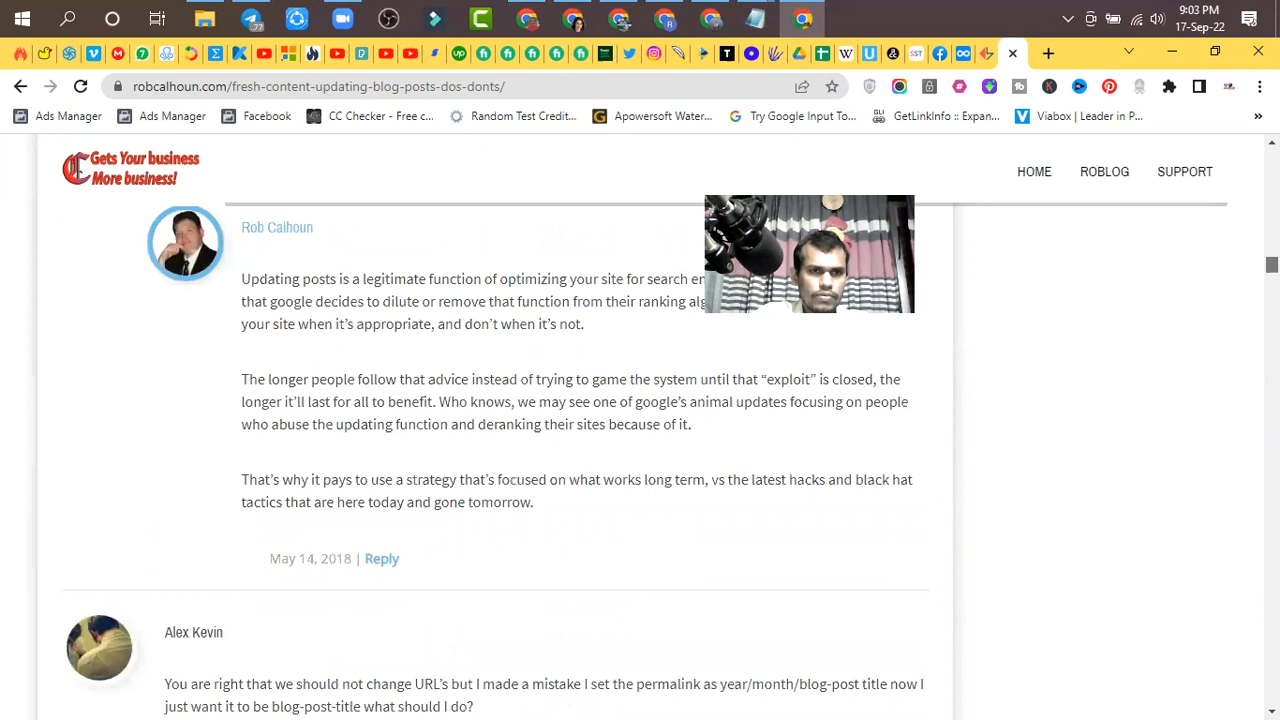 77
9:03 PM
17-Sep-22
robcalhoun.com/fresh-content-updating-blog-posts-dos-donts/
Ads Manager
Ads Manager
Facebook
CC Checker - Free c...
Random Test Credit...
Apowersoft Water...
Try Google Input To...
GetLinkInfo :: Expan...
Viabox | Leader in P...
Gets Your business
More business!
HOME
ROBLOG
SUPPORT
Rob Calhoun
Updating posts is a legitimate function of optimizing your site for search en
that google decides to dilute or remove that function from their ranking alg
your site when it's appropriate, and don't when it's not.
The longer people follow that advice instead of trying to game the system until that “exploit” is closed, the
longer it'll last for all to benefit. Who knows, we may see one of google's animal updates focusing on people
who abuse the updating function and deranking their sites because of it.
That's why it pays to use a strategy that's focused on what works long term, vs the latest hacks and black hat
tactics that are here today and gone tomorrow.
May 14, 2018 | Reply
Alex Kevin
You are right that we should not change URL's but I made a mistake I set the permalink as year/month/blog-post title now I
just want it to be blog-post-title what should I do?